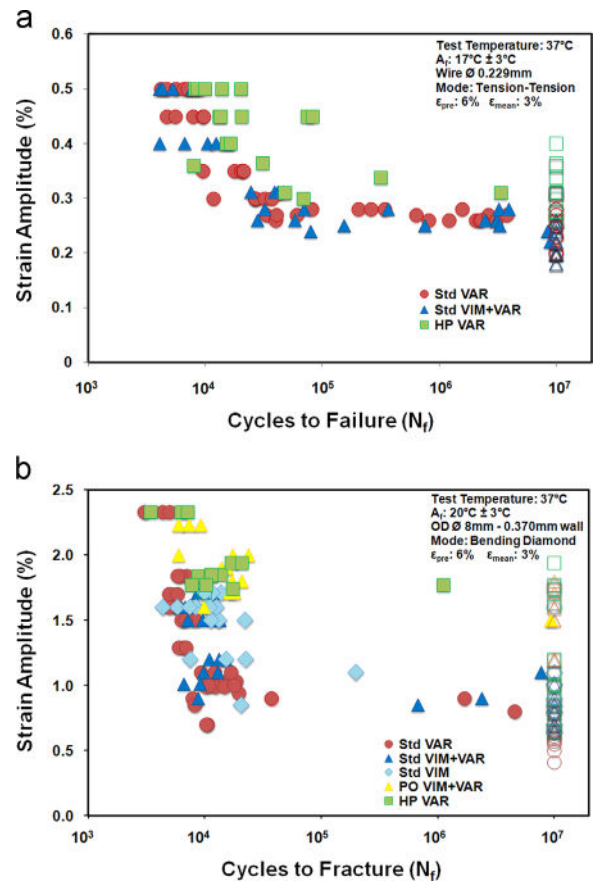 a
Test Temperature: 37°C
Af: 17°C ± 3°C
Wire Ø 0.229mm
Mode: Tension-Tension
εpre: 6% εmean: 3%
0.6
0.5
0.4
0.3
0.2
0.1
0
Strain Amplitude (%)
Std VAR
Std VIM+VAR
HP VAR
10³ 10⁴ 10⁵ 10⁶ 10⁷
Cycles to Failure (Nf)
b
Test Temperature: 37°C
Af: 20°C ± 3°C
OD Ø 8mm - 0.370mm wall
Mode: Bending Diamond
εpre: 6% εmean: 3%
2.5
2.0
1.5
1.0
0.5
0.0
Strain Amplitude (%)
Std VAR
Std VIM+VAR
Std VIM
PO VIM+VAR
HP VAR
10³ 10⁴ 10⁵ 10⁶ 10⁷
Cycles to Fracture (Nf)